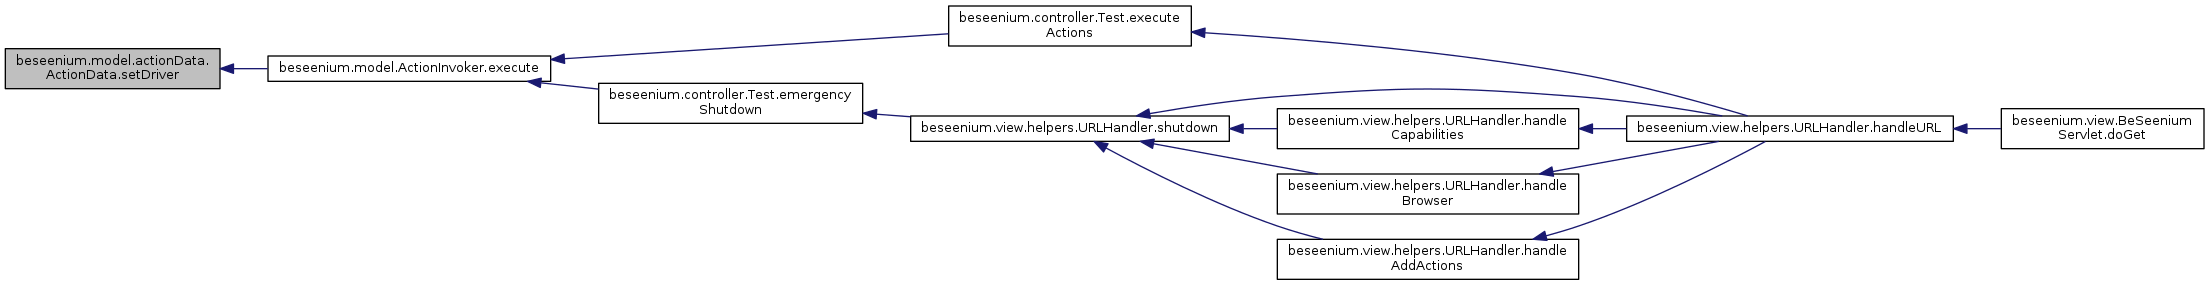 beseenium.model.actionData.
ActionData.setDriver
beseenium.model.ActionInvoker.execute
beseenium.controller.Test.execute
Actions
beseenium.controller.Test.emergency
Shutdown
beseenium.view.helpers.URLHandler.shutdown
beseenium.view.helpers.URLHandler.handle
Capabilities
beseenium.view.helpers.URLHandler.handle
Browser
beseenium.view.helpers.URLHandler.handle
AddActions
beseenium.view.helpers.URLHandler.handleURL
beseenium.view.BeSeenium
Servlet.doGet